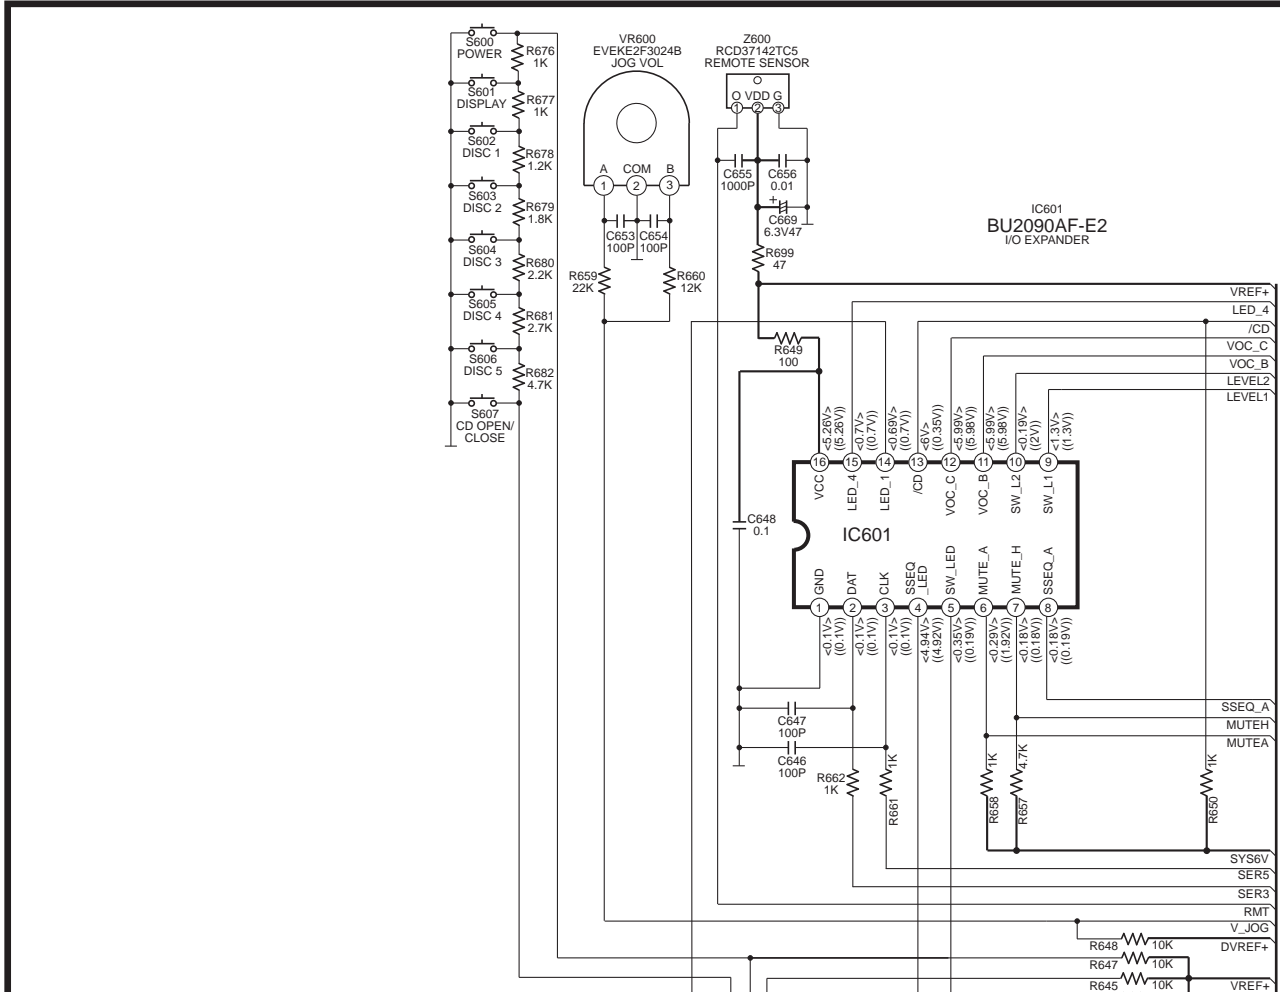 S600
POWER
R676
1K
S601
DISPLAY
R677
1K
S602
DISC 1
R678
1.2K
S603
DISC 2
R679
1.8K
S604
DISC 3
R680
2.2K
S605
DISC 4
R681
2.7K
S606
DISC 5
R682
4.7K
S607
CD OPEN/
CLOSE
VR600
EVEKE2F3024B
JOG VOL
A COM B
1 2 3
C653
100P
C654
100P
R659
22K
R660
12K
Z600
RCD37142TC5
REMOTE SENSOR
O VDD G
1 2 3
C655
1000P
C656
0.01
+
C669
6.3V47
R699
47
R649
100
IC601
BU2090AF-E2
I/O EXPANDER
VREF+
LED_4
/CD
VOC_C
VOC_B
LEVEL2
LEVEL1
<5.26V>
((5.26V))
<0.7V>
((0.7V))
<0.69V>
((0.7V))
<6V>
((0.35V))
<5.99V>
((5.98V))
<5.99V>
((5.98V))
<0.19V>
((2V))
<1.3V>
((1.3V))
16 15 14 13 12 11 10 9
VCC
LED_4
LED_1
/CD
VOC_C
VOC_B
SW_L2
SW_L1
C648
0.1
IC601
GND
DAT
CLK
SSEQ
_LED
SW_LED
MUTE_A
MUTE_H
SSEQ_A
1 2 3 4 5 6 7 8
<0.1V>
((0.1V))
<0.1V>
((0.1V))
<0.1V>
((0.1V))
<4.94V>
((4.92V))
<0.35V>
((0.19V))
<0.29V>
((1.92V))
<0.18V>
((0.18V))
<0.18V>
((0.19V))
C647
100P
C646
100P
R662
1K
1K
R661
1K
R658
4.7K
R657
1K
R650
SSEQ_A
MUTEH
MUTEA
SYS6V
SER5
SER3
RMT
V_JOG
R648 10K DVREF+
R647 10K
R645 10K VREF+